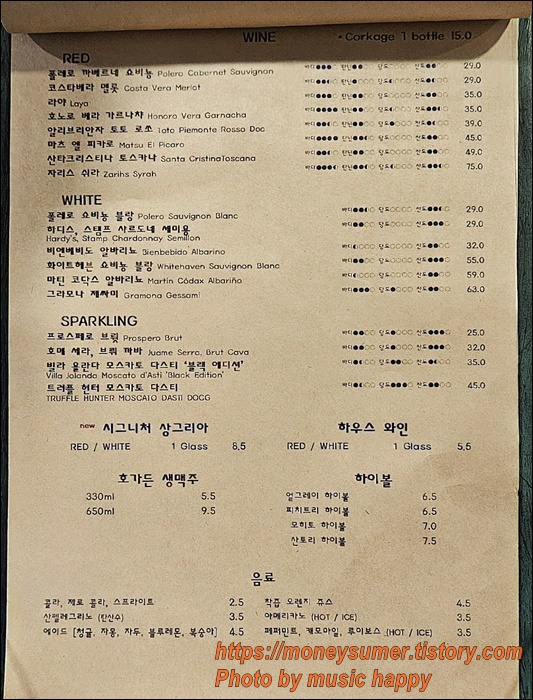 WINE
• Corkage 1 bottle 15.0
RED
폴레로 까베르네 쇼비뇽 Polero Cabernet Sauvignon 바디●●●○○ 탄닌●●○○ 당도○○○○○ 산도●●○○ 29.0
코스타베라 멜롯 Costa Vera Merlot 29.0
라야 Laya 35.0
호노로 베라 가르나차 Honoro Vera Garnacha 35.0
알리브리안자 토토 로쏘 Toto Piemonte Rosso Doc 39.0
마츠 엘 피카로 Matsu El Picaro 45.0
산타크리스티나 토스카나 Santa CristinaToscana 49.0
쟈리스 쉬라 Zarihs Syrah 75.0
WHITE
폴레로 쇼비뇽 블랑 Polero Sauvignon Blanc 29.0
하디스, 스탬프 샤르도네 세미용 29.0
Hardy's, Stamp Chardonnay Semillon
비엔베비도 알바리뇨 Bienbebido Albarino 32.0
화이트헤븐 쇼비뇽 블랑 Whitehaven Sauvignon Blanc 55.0
마틴 코닥스 알바리뇨 Martin Códax Albariño 59.0
그라모나 제싸미 Gramona Gessami 63.0
SPARKLING
프로스페로 브륏 Prospero Brut 25.0
호메 세라, 브뤼 까바 Juame Serra, Brut Cava 32.0
빌라 욜란다 모스카토 다스티 '블랙 에디션' 35.0
Villa Jolanda Moscato d'Asti 'Black Edition'
트러플 헌터 모스카토 다스티 45.0
TRUFFLE HUNTER MOSCATO DASTI DOCG
new 시그니처 샹그리아 하우스 와인
RED / WHITE 1 Glass 8.5 RED / WHITE 1 Glass 5.5
호가든 생맥주 하이볼
330ml 5.5 얼그레이 하이볼 6.5
650ml 9.5 피치트리 하이볼 6.5
모히토 하이볼 7.0
산토리 하이볼 7.5
음료
콜라, 제로 콜라, 스프라이트 2.5 착즙 오렌지 쥬스 4.5
산펠레그리노 (탄산수) 3.5 아메리카노 (HOT / ICE) 3.5
에이드 [청귤, 자몽, 자두, 블루레몬, 복숭아] 4.5 페퍼민트, 캐모마일, 루이보스 (HOT / ICE) 3.5
https://moneysumer.tistory.com
Photo by music happy